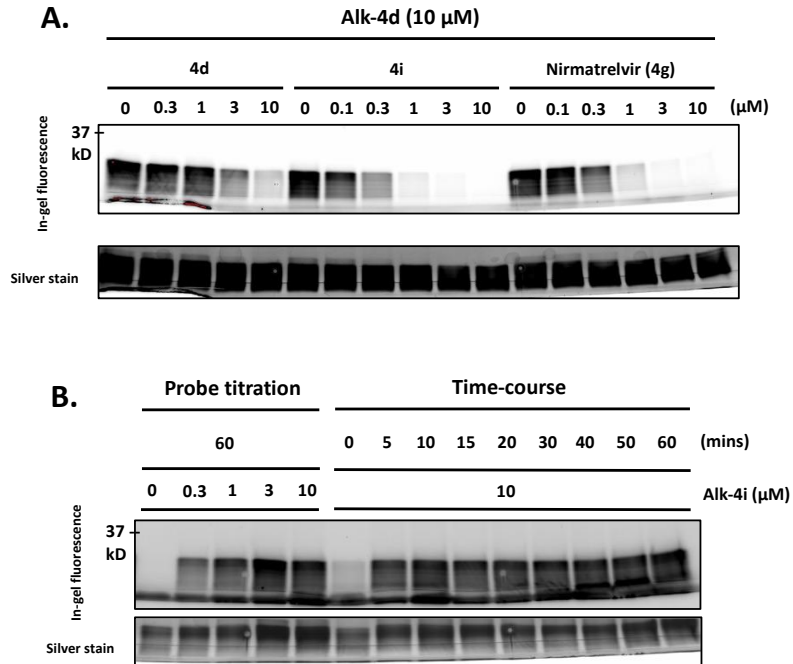 A.
Alk-4d (10 μM)
4d 4i Nirmatrelvir (4g)
0 0.3 1 3 10 0 0.1 0.3 1 3 10 0 0.1 0.3 1 3 10 (μM)
37
kD
In-gel fluorescence
Silver stain
B.
Probe titration Time-course
60 0 5 10 15 20 30 40 50 60 (mins)
0 0.3 1 3 10 10 Alk-4i (μM)
37
kD
In-gel fluorescence
Silver stain